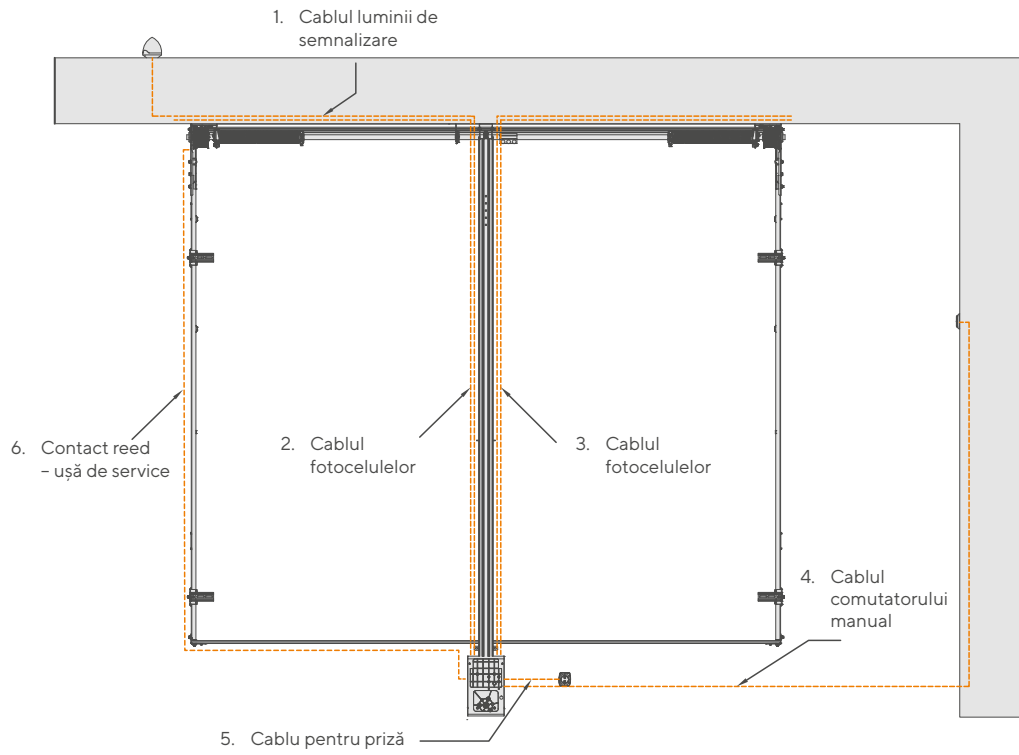 1. Cablul luminii de
semnalizare
6. Contact reed
– ușă de service
2. Cablul
fotocelulelor
3. Cablul
fotocelulelor
4. Cablul
comutatorului
manual
5. Cablu pentru priză